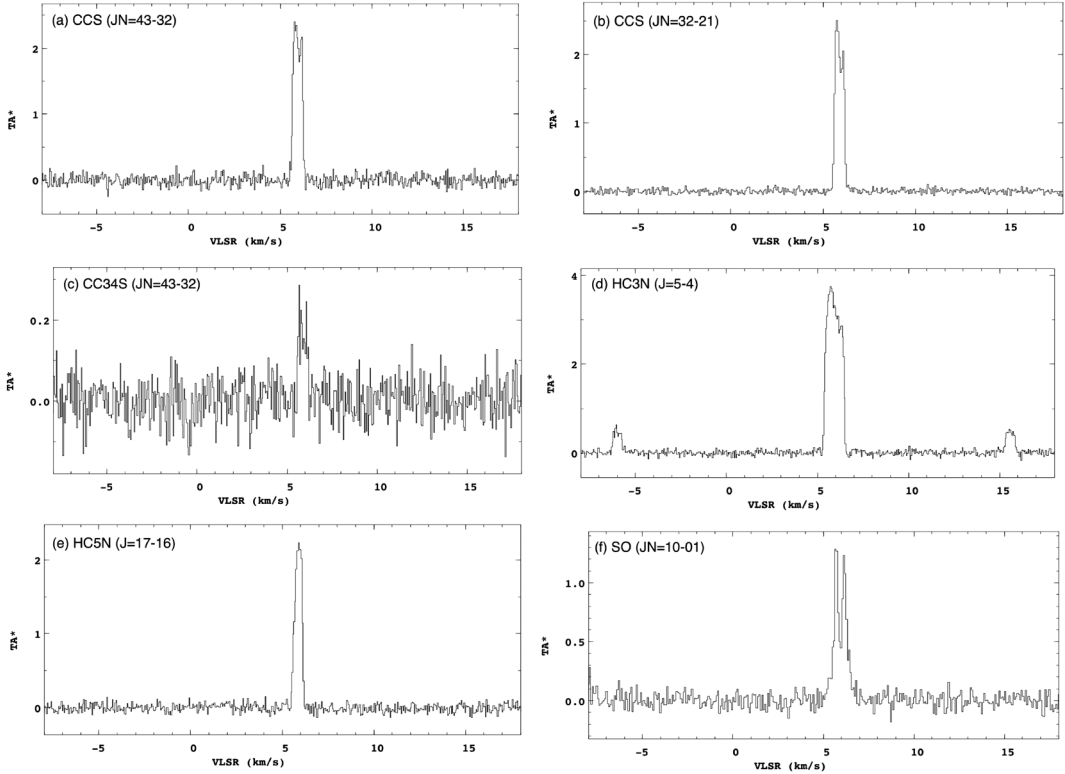 (a) CCS (JN=43-32)
2
1
0
TA*
-5
0
5
10
15
VLSR (km/s)
(b) CCS (JN=32-21)
2
1
0
TA*
-5
0
5
10
15
VLSR (km/s)
(c) CC34S (JN=43-32)
0.2
0.0
TA*
-5
0
5
10
15
VLSR (km/s)
(d) HC3N (J=5-4)
4
2
0
TA*
-5
0
5
10
15
VLSR (km/s)
(e) HC5N (J=17-16)
2
1
0
TA*
-5
0
5
10
15
VLSR (km/s)
(f) SO (JN=10-01)
1.0
0.5
0.0
TA*
-5
0
5
10
15
VLSR (km/s)